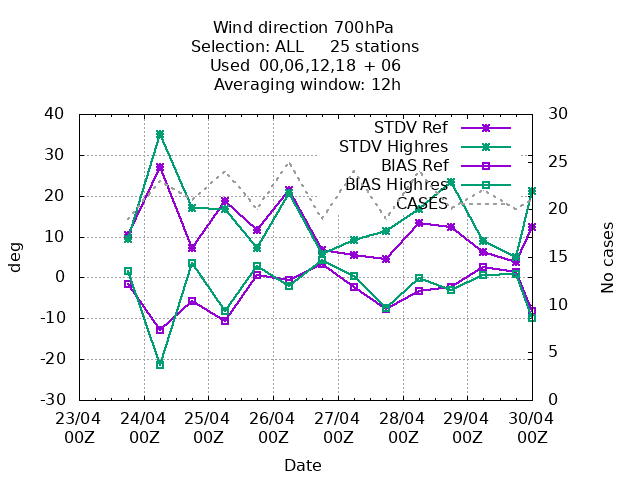 Wind direction 700hPa
Selection: ALL 25 stations
Used 00,06,12,18 + 06
Averaging window: 12h
40
30
20
10
0
-10
-20
-30
30
25
20
15
10
5
0
STDV Ref
STDV Highres
BIAS Ref
BIAS Highres
CASES
deg
No cases
23/04 24/04 25/04 26/04 27/04 28/04 29/04 30/04
00Z 00Z 00Z 00Z 00Z 00Z 00Z 00Z
Date